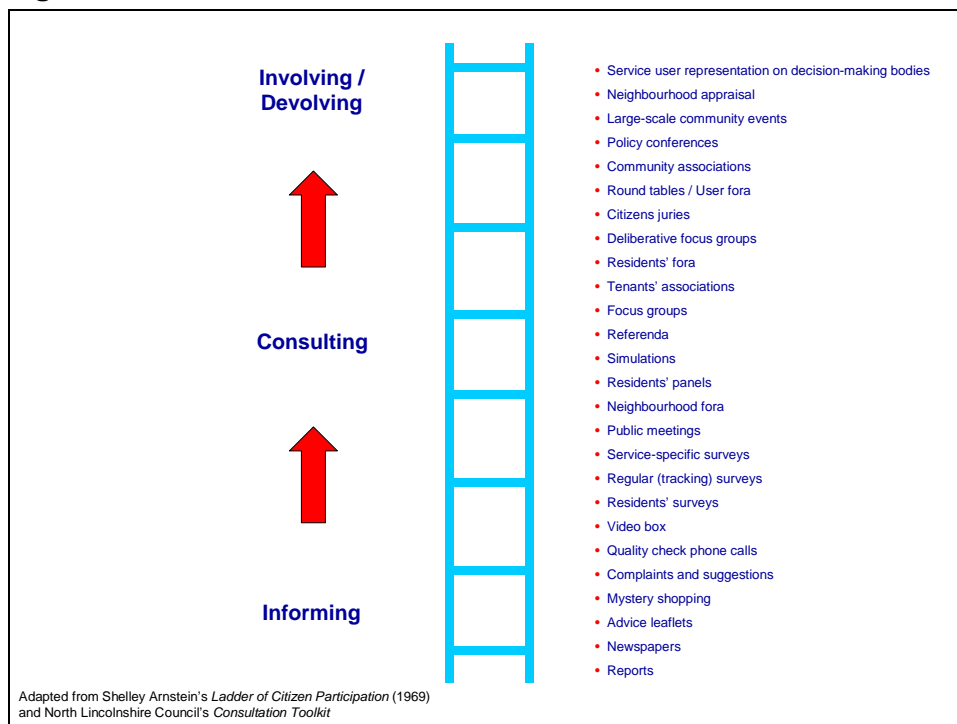 Involving /
Devolving
Consulting
Informing
• Service user representation on decision-making bodies
• Neighbourhood appraisal
• Large-scale community events
• Policy conferences
• Community associations
• Round tables / User fora
• Citizens juries
• Deliberative focus groups
• Residents’ fora
• Tenants’ associations
• Focus groups
• Referenda
• Simulations
• Residents’ panels
• Neighbourhood fora
• Public meetings
• Service-specific surveys
• Regular (tracking) surveys
• Residents’ surveys
• Video box
• Quality check phone calls
• Complaints and suggestions
• Mystery shopping
• Advice leaflets
• Newspapers
• Reports
Adapted from Shelley Arnstein’s Ladder of Citizen Participation (1969)
and North Lincolnshire Council’s Consultation Toolkit